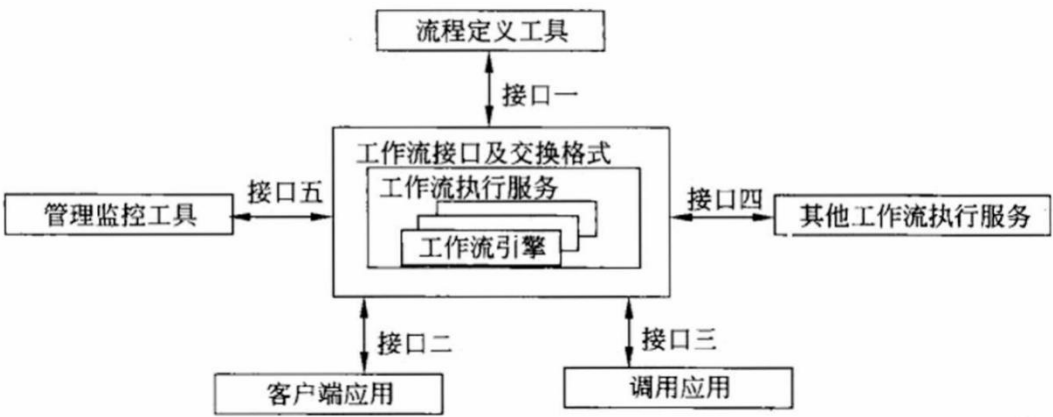 流程定义工具
接口一
工作流接口及交换格式
工作流执行服务
工作流引擎
接口五
管理监控工具
接口四
其他工作流执行服务
接口二
客户端应用
接口三
调用应用